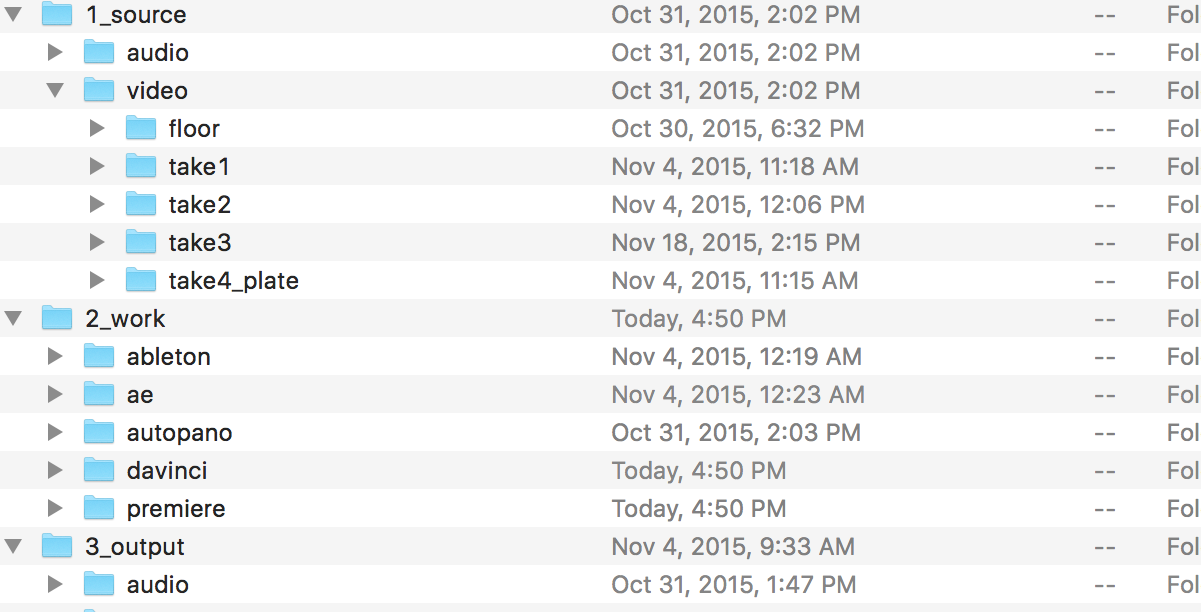 1_source Oct 31, 2015, 2:02 PM -- Fol
audio Oct 31, 2015, 2:02 PM -- Fol
video Oct 31, 2015, 2:02 PM -- Fol
floor Oct 30, 2015, 6:32 PM -- Fol
take1 Nov 4, 2015, 11:18 AM -- Fol
take2 Nov 4, 2015, 12:06 PM -- Fol
take3 Nov 18, 2015, 2:15 PM -- Fol
take4_plate Nov 4, 2015, 11:15 AM -- Fol
2_work Today, 4:50 PM -- Fol
ableton Nov 4, 2015, 12:19 AM -- Fol
ae Nov 4, 2015, 12:23 AM -- Fol
autopano Oct 31, 2015, 2:03 PM -- Fol
davinci Today, 4:50 PM -- Fol
premiere Today, 4:50 PM -- Fol
3_output Nov 4, 2015, 9:33 AM -- Fol
audio Oct 31, 2015, 1:47 PM -- Fol